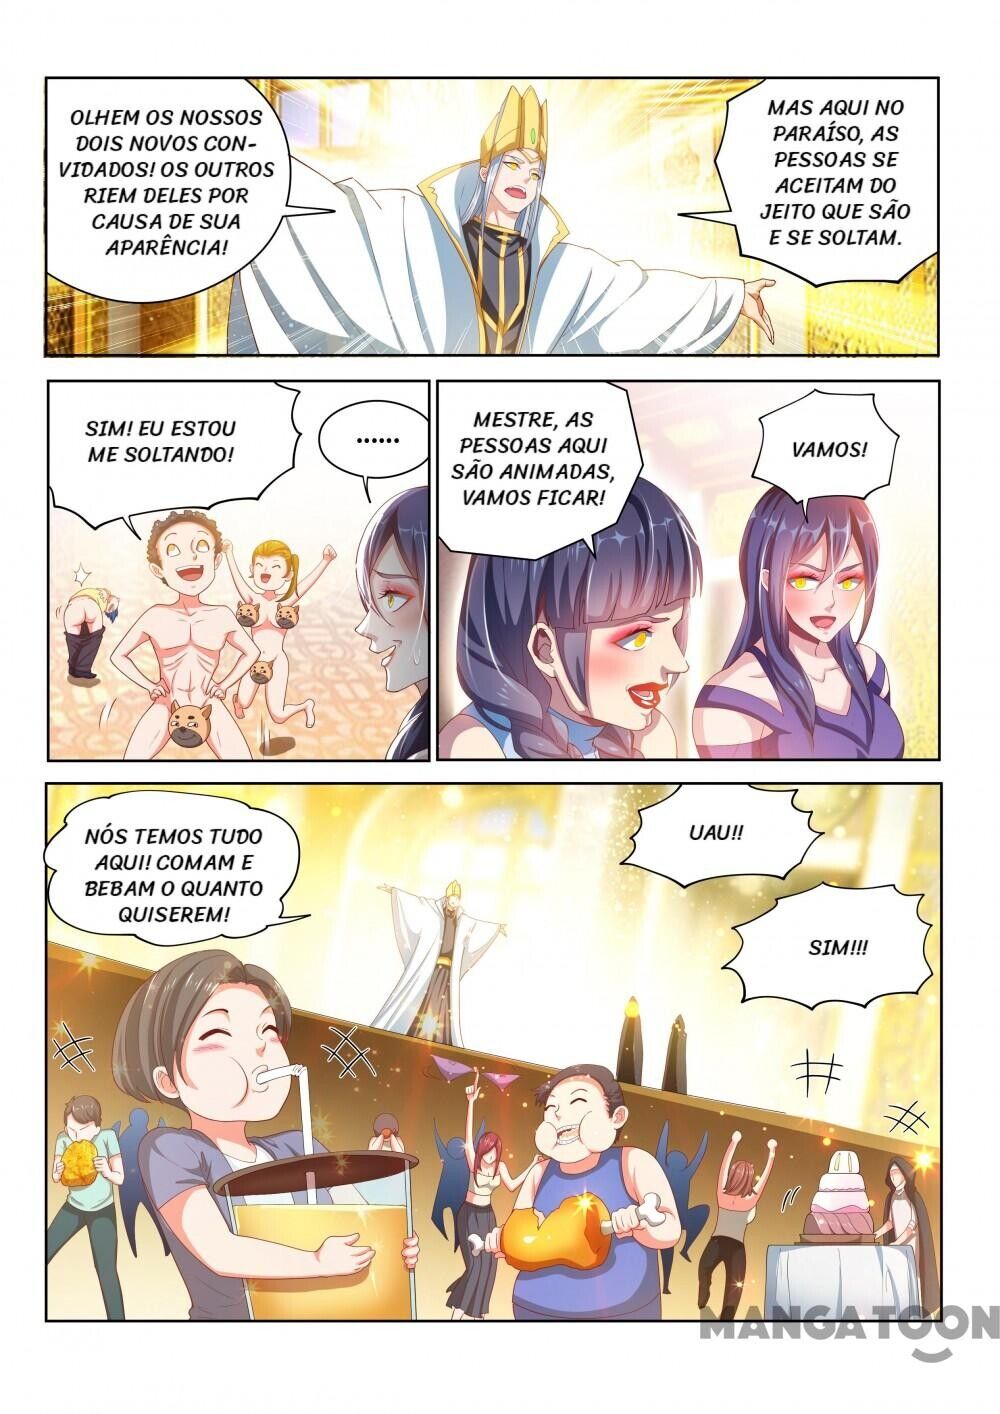 OLHEM OS NOSSOS
DOIS NOVOS CON-
VIDADOS! OS OUTROS
RIEM DELES POR
CAUSA DE SUA
APARÊNCIA!
MAS AQUI NO
PARAÍSO, AS
PESSOAS SE
ACEITAM DO
JEITO QUE SÃO
E SE SOLTAM.
SIM! EU ESTOU
ME SOLTANDO!
......
MESTRE, AS
PESSOAS AQUI
SÃO ANIMADAS,
VAMOS FICAR!
VAMOS!
NÓS TEMOS TUDO
AQUI! COMAM E
BEBAM O QUANTO
QUISEREM!
UAU!!
SIM!!!
MANGATOON